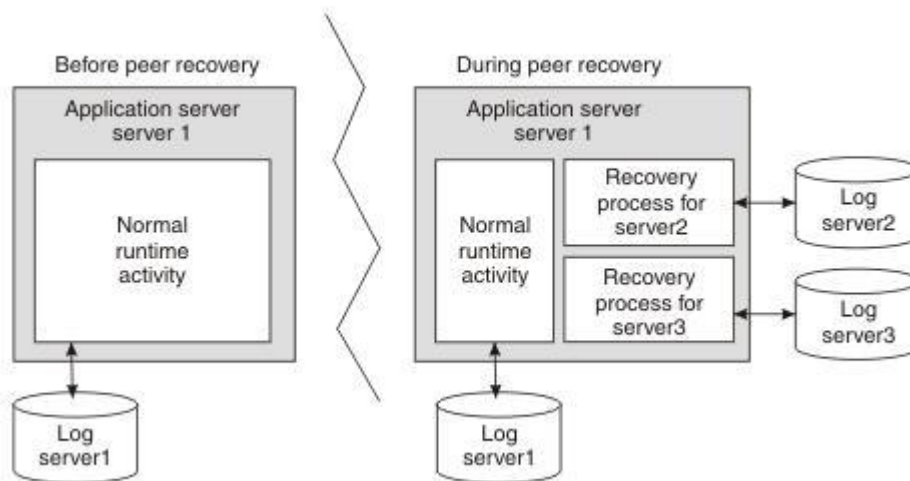 Before peer recovery
Application server
server 1
Normal
runtime
activity
Log
server1
During peer recovery
Application server
server 1
Normal
runtime
activity
Recovery
process for
server2
Recovery
process for
server3
Log
server2
Log
server3
Log
server1